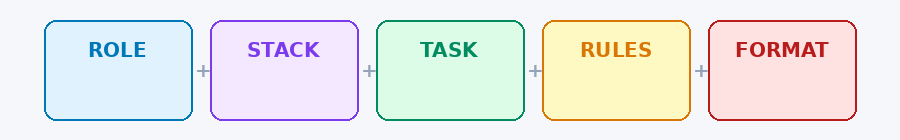 ROLE + STACK + TASK + RULES + FORMAT